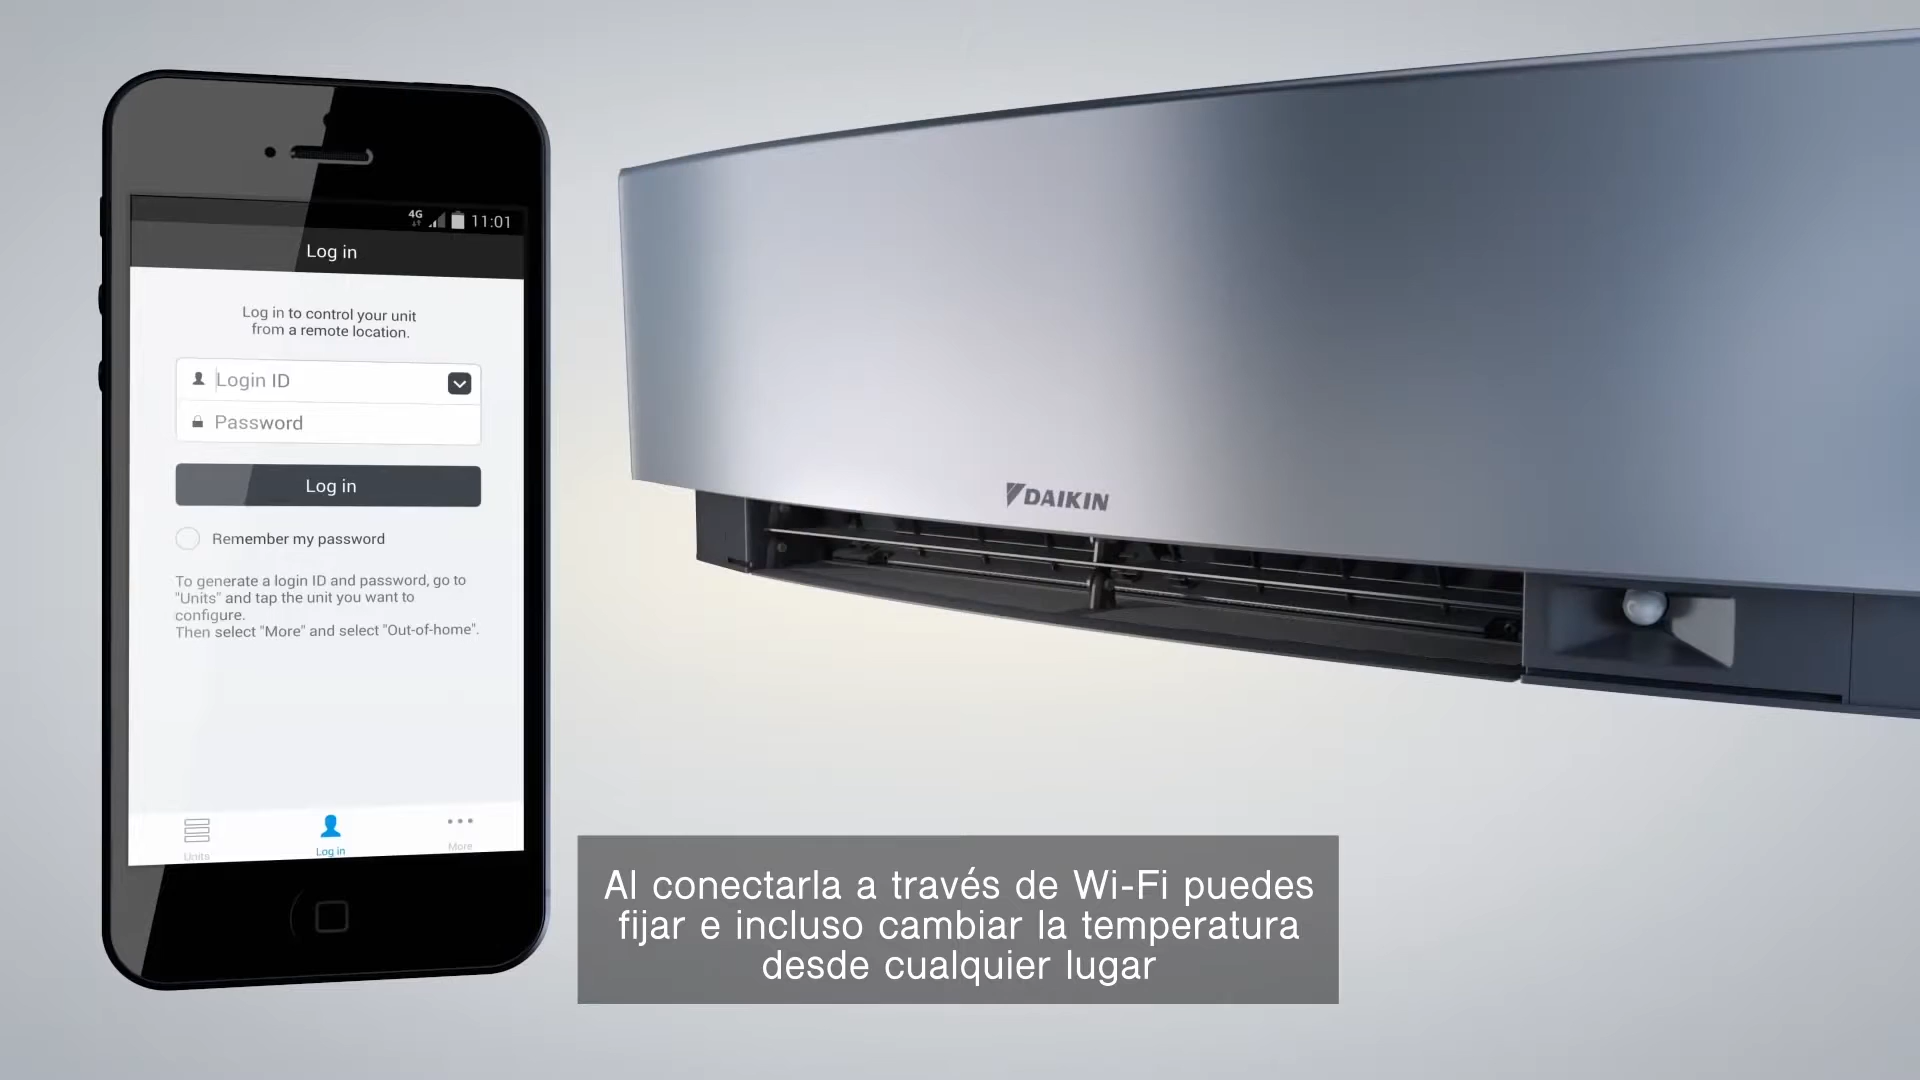 4G 11:01
Log in
Log in to control your unit
from a remote location.
Login ID
Password
Log in
Remember my password
To generate a login ID and password, go to
"Units" and tap the unit you want to
configure.
Then select "More" and select "Out-of-home".
Units Log in More
DAIKIN
Al conectarla a través de Wi-Fi puedes
fijar e incluso cambiar la temperatura
desde cualquier lugar